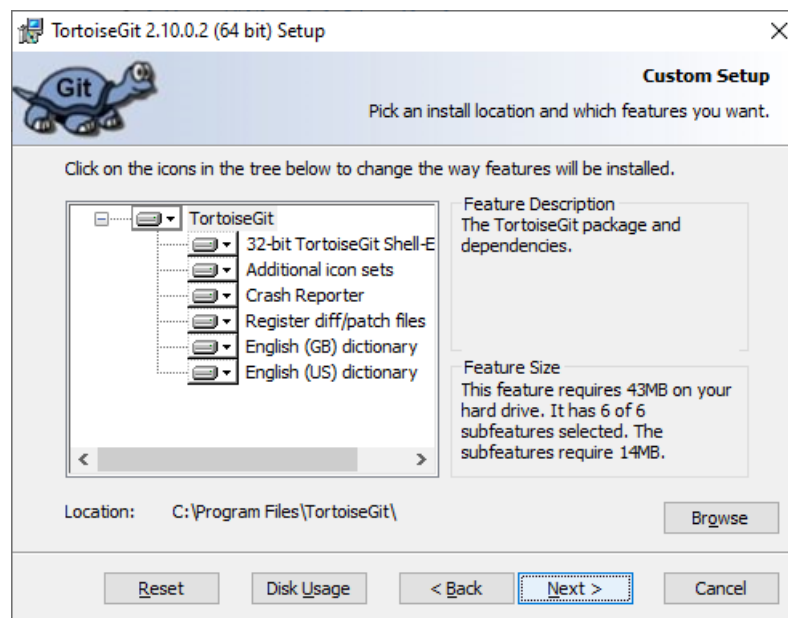 TortoiseGit 2.10.0.2 (64 bit) Setup
Git
Custom Setup
Pick an install location and which features you want.
Click on the icons in the tree below to change the way features will be installed.
TortoiseGit
32-bit TortoiseGit Shell-E
Additional icon sets
Crash Reporter
Register diff/patch files
English (GB) dictionary
English (US) dictionary
Feature Description
The TortoiseGit package and
dependencies.
Feature Size
This feature requires 43MB on your
hard drive. It has 6 of 6
subfeatures selected. The
subfeatures require 14MB.
Location: C:\Program Files\TortoiseGit\
Browse
Reset Disk Usage < Back Next > Cancel